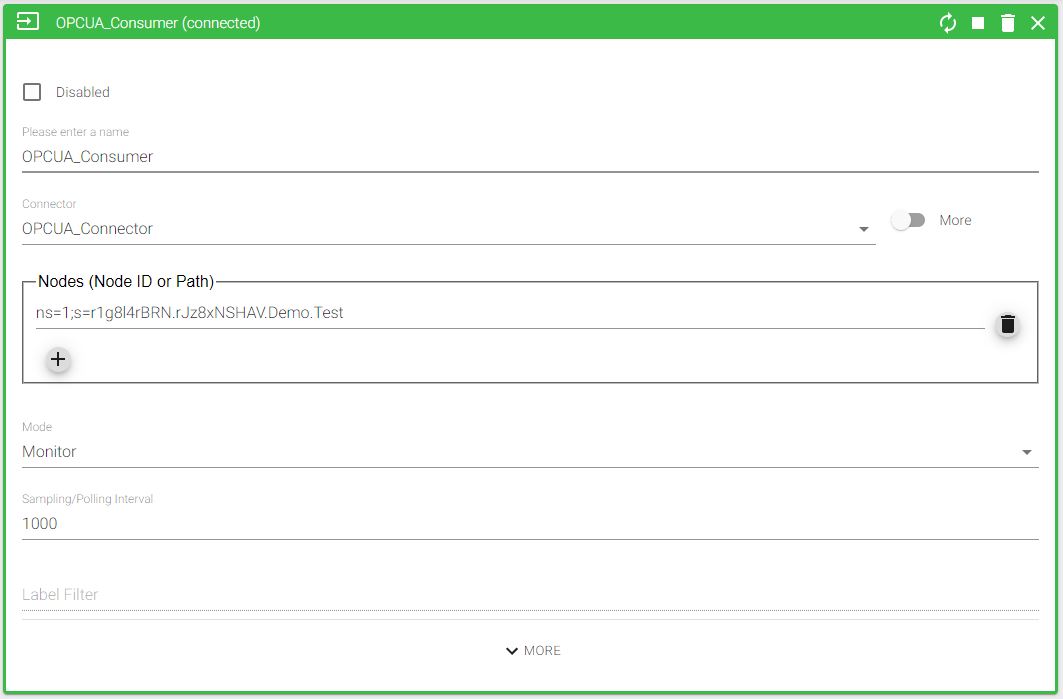 OPCUA_Consumer (connected)
Disabled
Please enter a name
OPCUA_Consumer
Connector
OPCUA_Connector
More
Nodes (Node ID or Path)
ns=1;s=r1g8l4rBRN.rJz8xNSHAV.Demo.Test
Mode
Monitor
Sampling/Polling Interval
1000
Label Filter
MORE